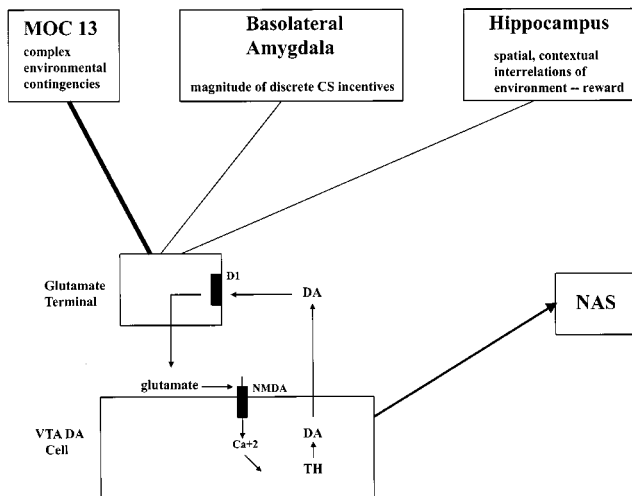 MOC 13
complex
environmental
contingencies
Basolateral
Amygdala
magnitude of discrete CS incentives
Hippocampus
spatial, contextual
interrelations of
environment -- reward
Glutamate
Terminal
D1
DA
NAS
glutamate
NMDA
VTA DA
Cell
Ca+2
DA
TH